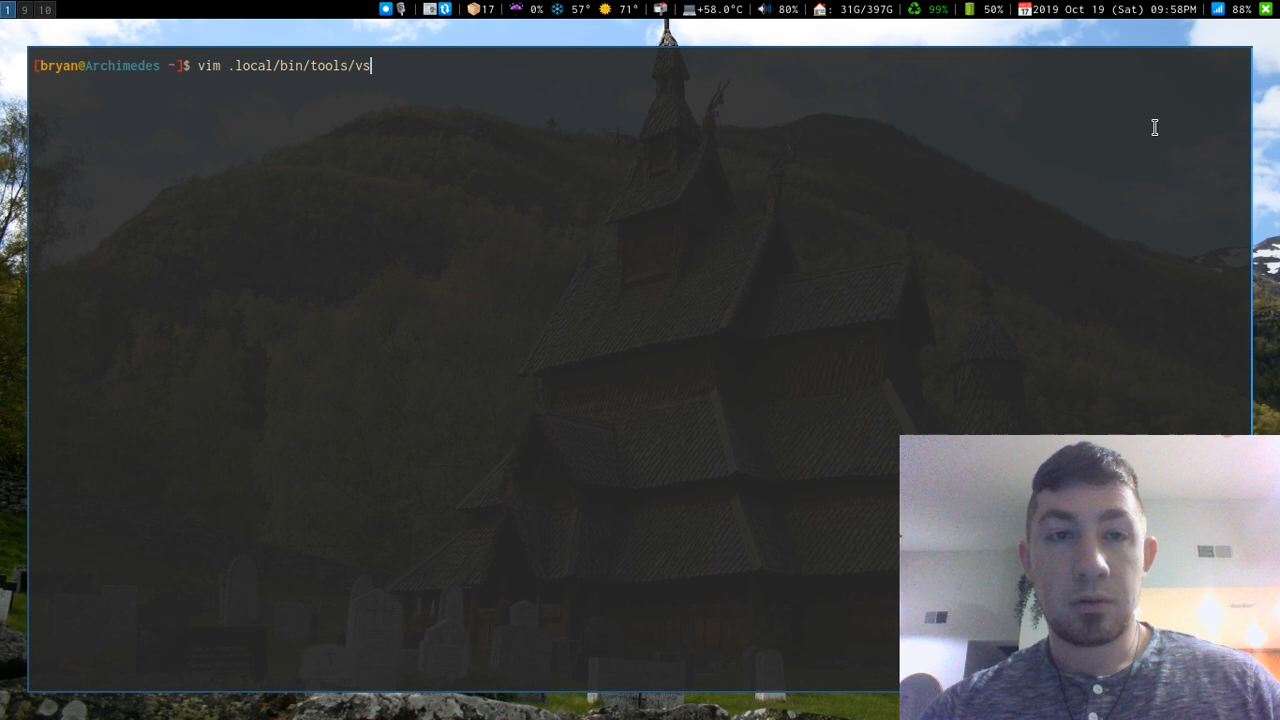 1 9 10 17 0% 57° 71° +58.0°C 80% : 31G/397G 99% 50% 2019 Oct 19 (Sat) 09:58PM 88%
[bryan@Archimedes ~]$ vim .local/bin/tools/vs